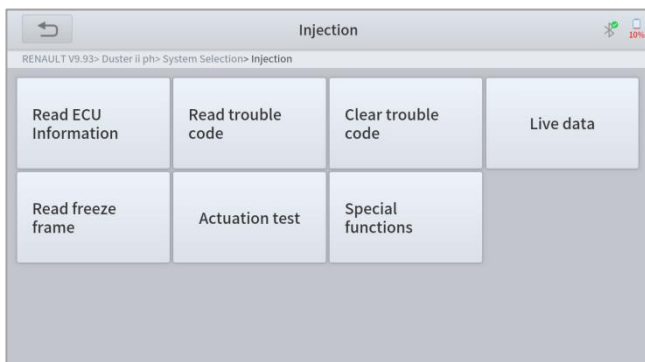 Injection
10%
RENAULT V9.93> Duster ii ph> System Selection> Injection
Read ECU
Information
Read trouble
code
Clear trouble
code
Live data
Read freeze
frame
Actuation test
Special
functions